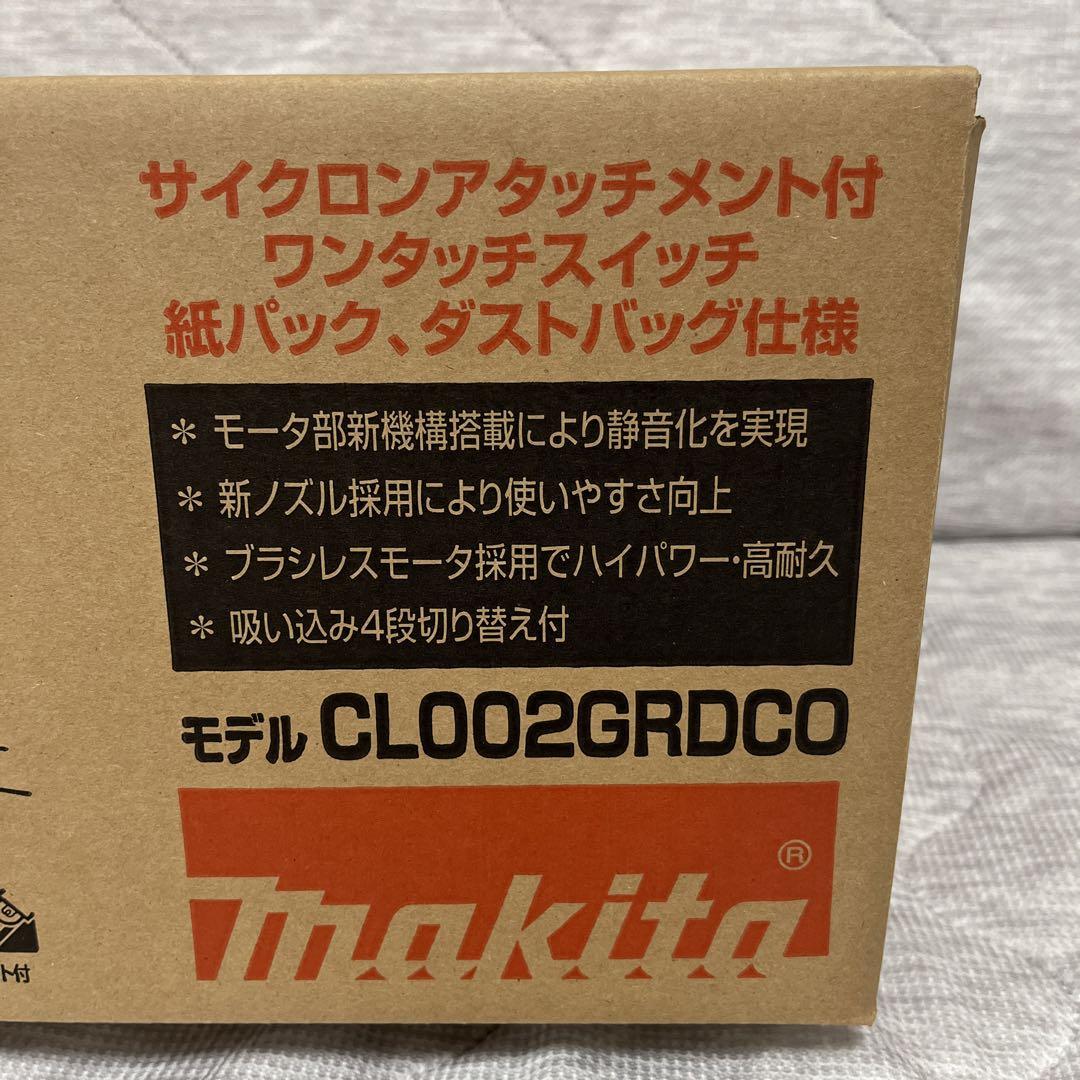 サイクロンアタッチメント付
ワンタッチスイッチ
紙パック、ダストバッグ仕様
* モータ部新機構搭載により静音化を実現
* 新ノズル採用により使いやすさ向上
* ブラシレスモータ採用でハイパワー・高耐久
* 吸い込み4段切り替え付
モデル CL002GRDCO
makita ®
ト付